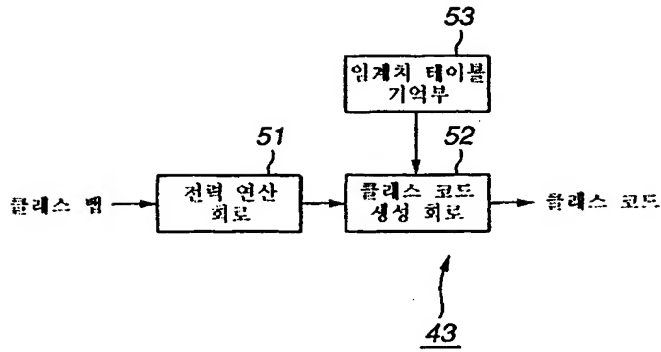 53
임계치 테이블
기억부
51
52
클래스 탭
전력 연산
회로
클래스 코드
생성 회로
클래스 코드
43